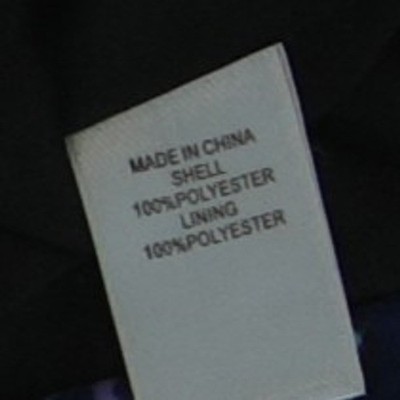 MADE IN CHINA
SHELL
100%POLYESTER
LINING
100%POLYESTER